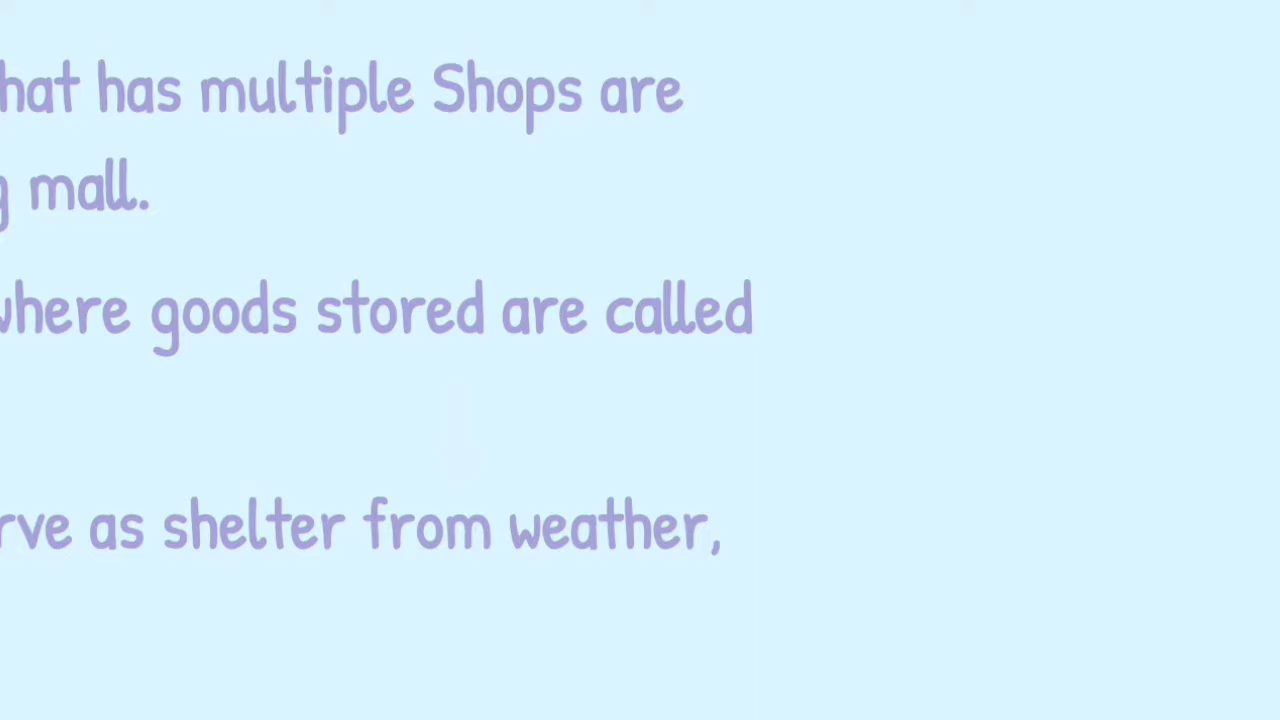 hat has multiple Shops are
g mall.
where goods stored are called
rve as shelter from weather,